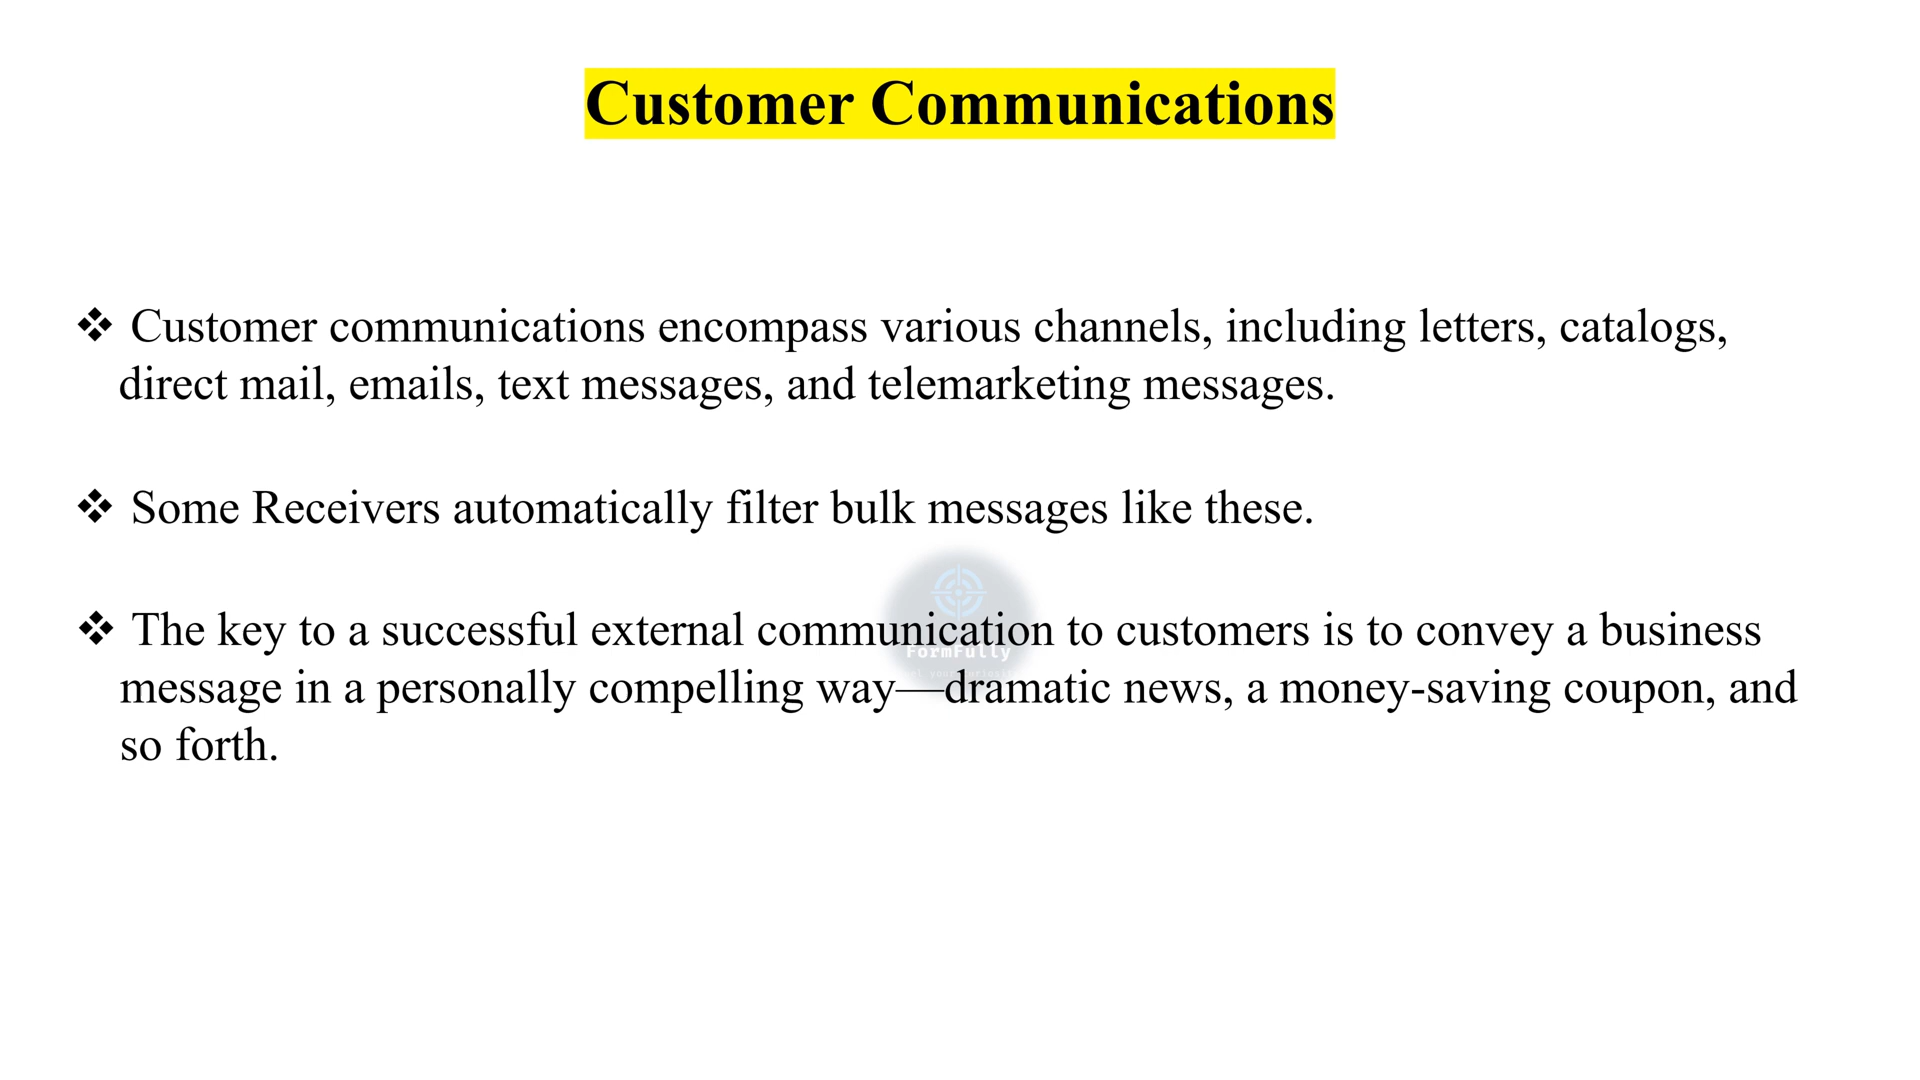 Customer Communications
❖ Customer communications encompass various channels, including letters, catalogs,
direct mail, emails, text messages, and telemarketing messages.
❖ Some Receivers automatically filter bulk messages like these.
❖ The key to a successful external communication to customers is to convey a business
FormFully
message in a personally compelling way—dramatic news, a money-saving coupon, and
so forth.